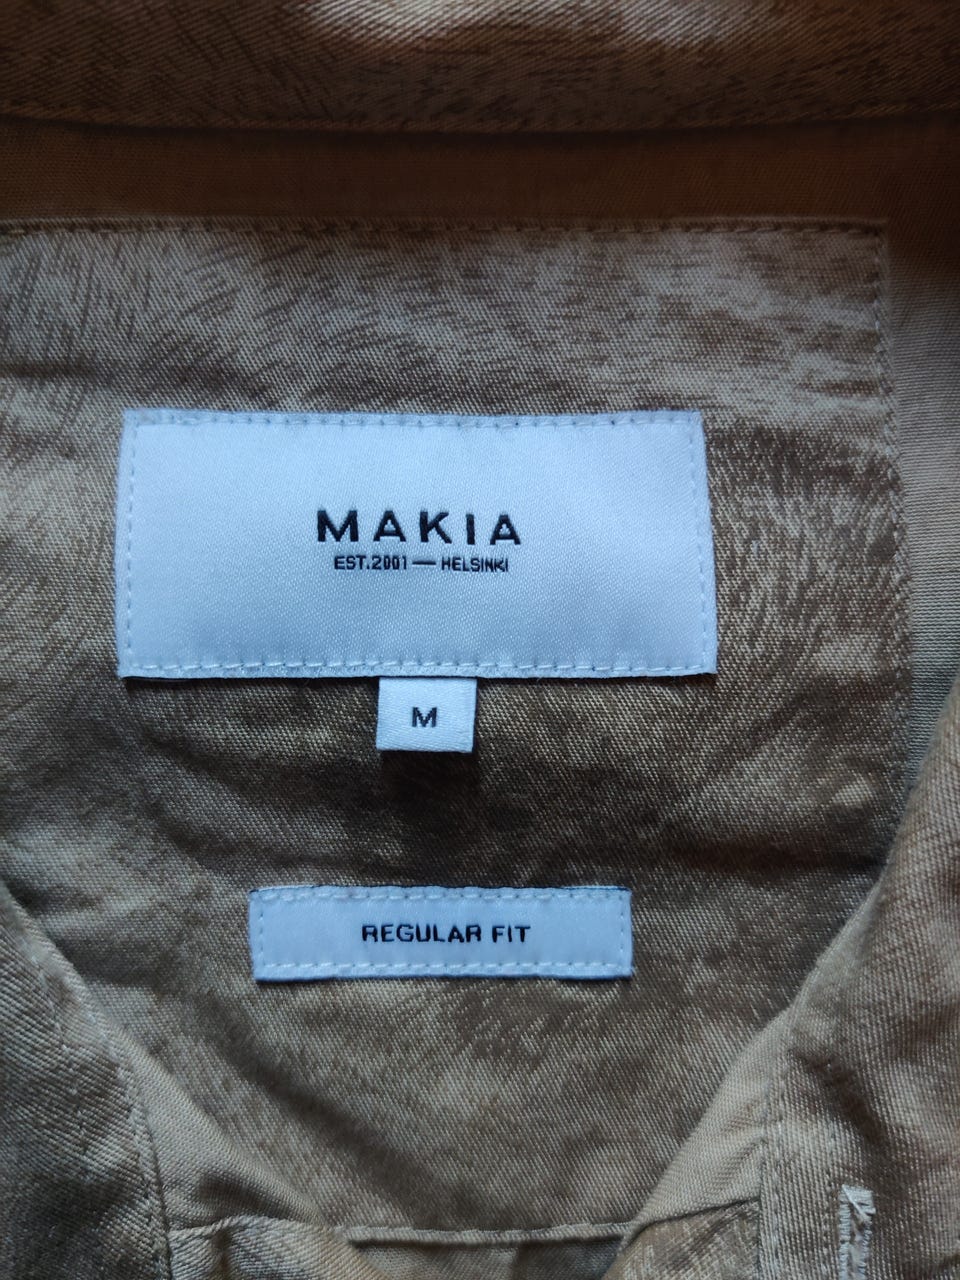 MAKIA
EST.2001 — HELSINKI
M
REGULAR FIT